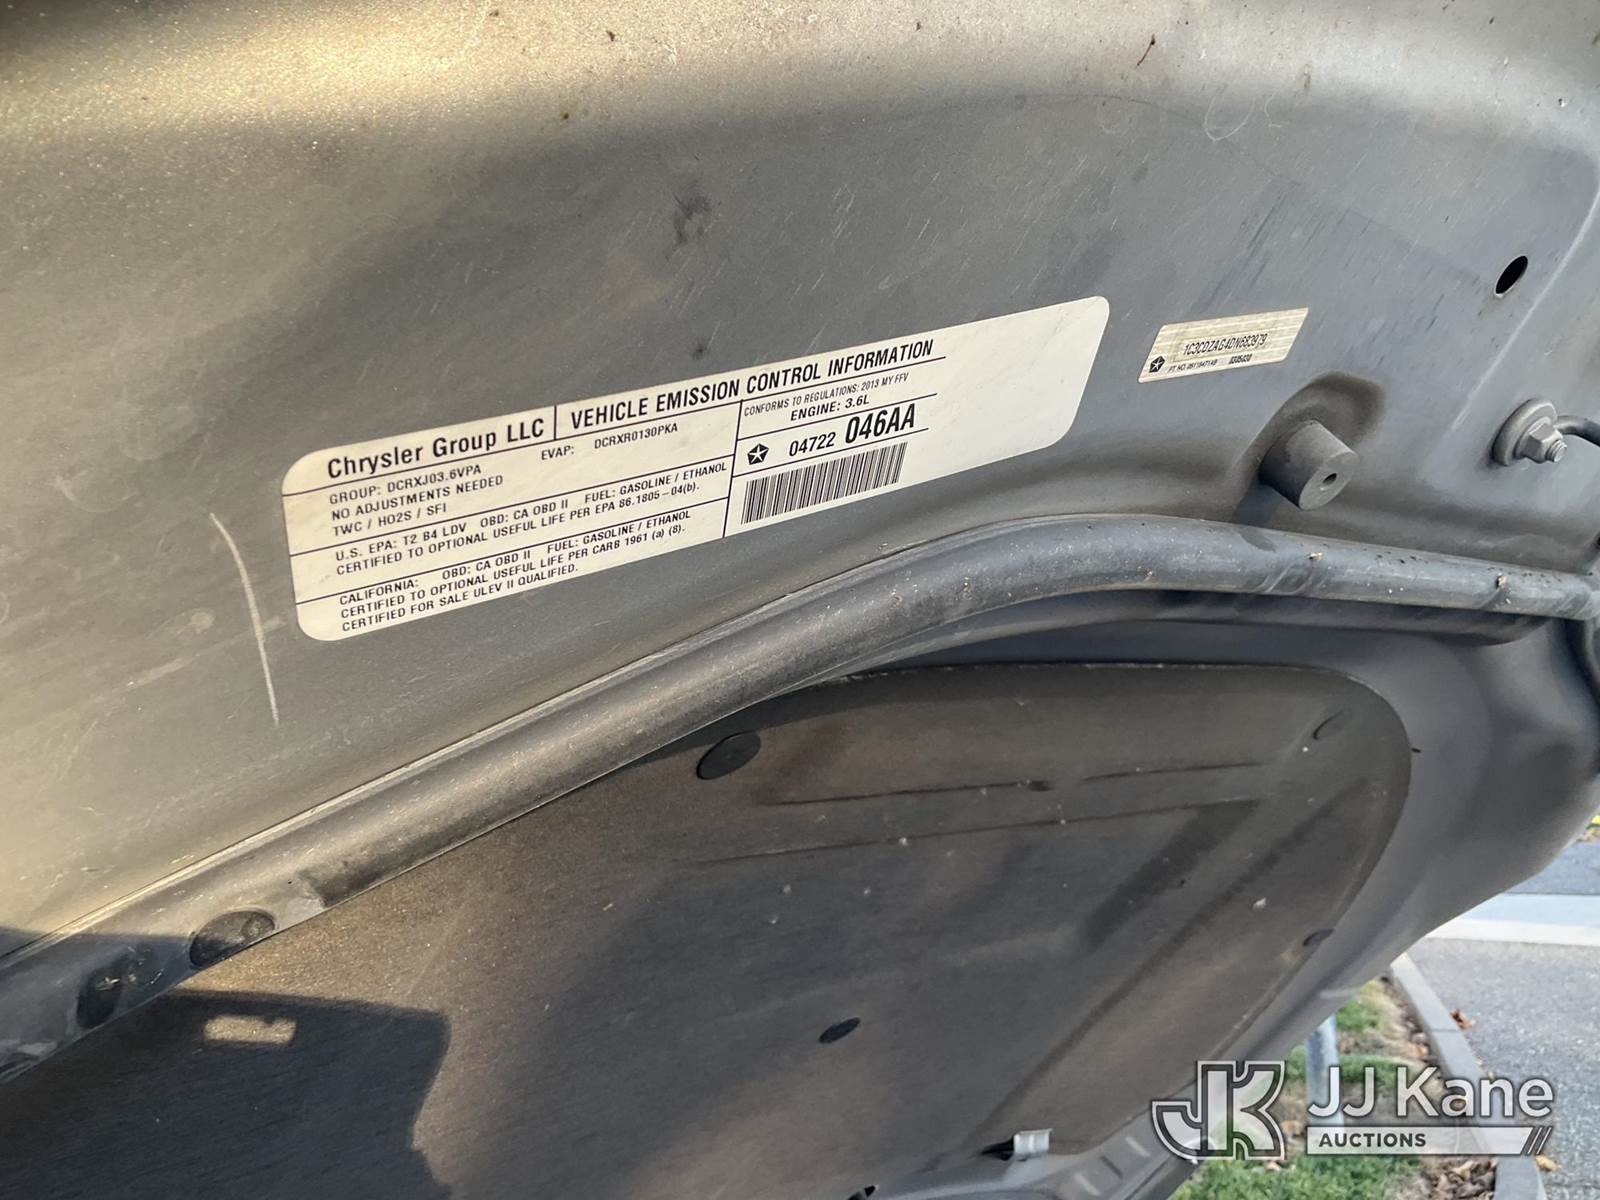 Chrysler Group LLC
VEHICLE EMISSION CONTROL INFORMATION
GROUP: DCRXJ03.6VPA
EVAP: DCRXR0130PKA
NO ADJUSTMENTS NEEDED
TWC / HO2S / SFI
CONFORMS TO REGULATIONS: 2013 MY FFV
ENGINE: 3.6L
04722 046AA
U.S. EPA: T2 B4 LDV OBD: CA OBD II FUEL: GASOLINE / ETHANOL
CERTIFIED TO OPTIONAL USEFUL LIFE PER EPA 86.1805-04(b).
CALIFORNIA: OBD: CA OBD II FUEL: GASOLINE / ETHANOL
CERTIFIED TO OPTIONAL USEFUL LIFE PER CARB 1961 (a) (8).
CERTIFIED FOR SALE ULEV II QUALIFIED.
1C3CDZAG4DN683979
PT. NO.
JJ Kane
AUCTIONS